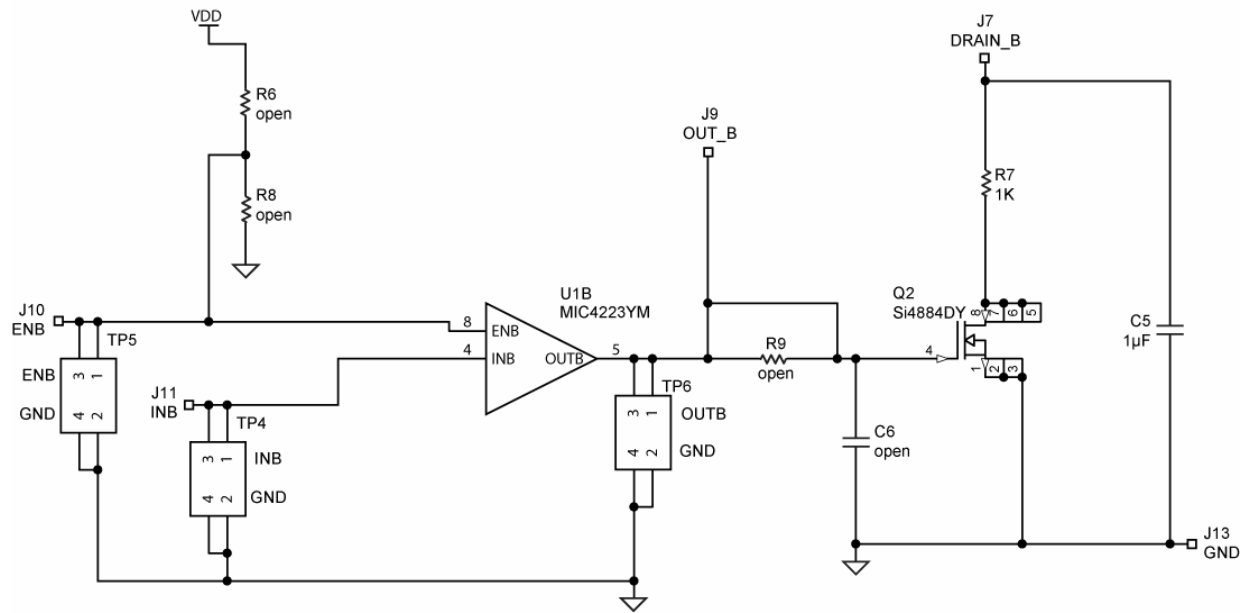 VDD
R6
open
R8
open
J7
DRAIN_B
J9
OUT_B
R7
1K
J10
ENB
TP5
ENB
3 1
GND
4 2
J11
INB
TP4
3 1
INB
4 2
GND
U1B
MIC4223YM
8
ENB
4
INB
OUTB
5
TP6
3 1
OUTB
4 2
GND
R9
open
C6
open
Q2
Si4884DY
8 7 6 5
4
1 2 3
C5
1µF
J13
GND